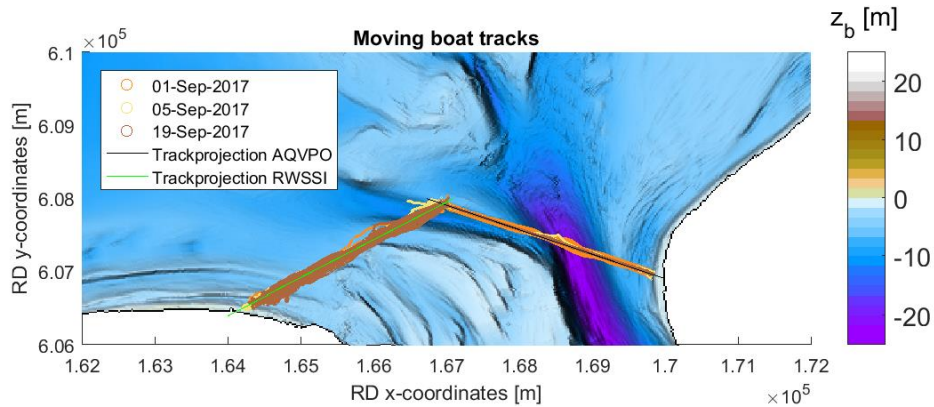 z_b [m]
×10^5
Moving boat tracks
6.1
6.09
6.08
6.07
6.06
RD y-coordinates [m]
01-Sep-2017
05-Sep-2017
19-Sep-2017
Trackprojection AQVPO
Trackprojection RWSSI
20
10
0
-10
-20
1.62 1.63 1.64 1.65 1.66 1.67 1.68 1.69 1.7 1.71 1.72
RD x-coordinates [m]
×10^5